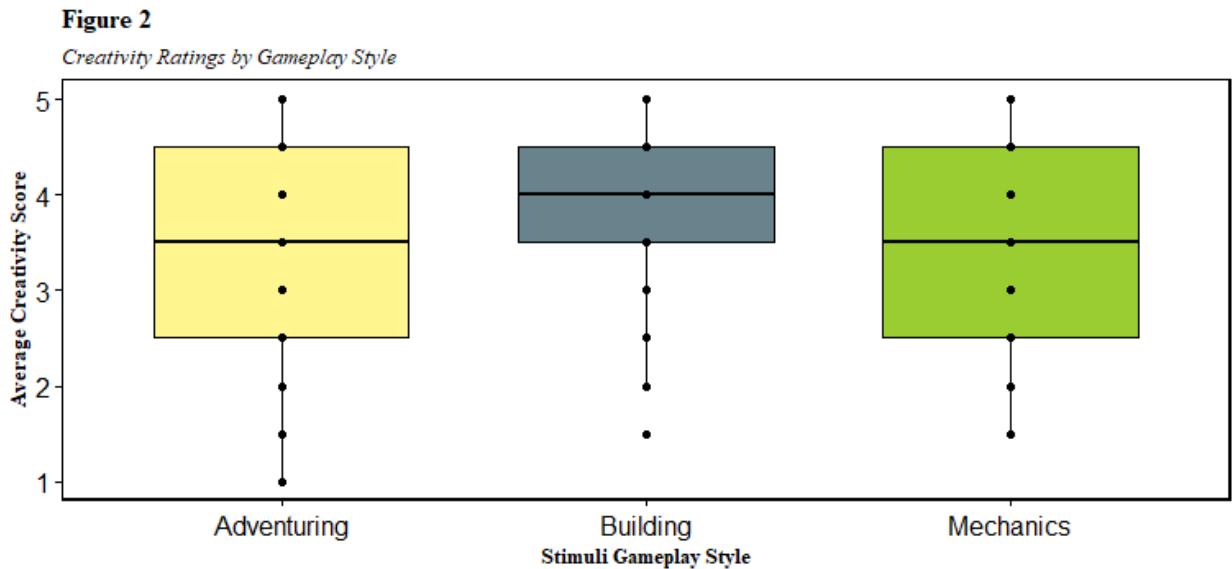 Figure 2
Creativity Ratings by Gameplay Style
Average Creativity Score
5
4
3
2
1
Adventuring Building Mechanics
Stimuli Gameplay Style